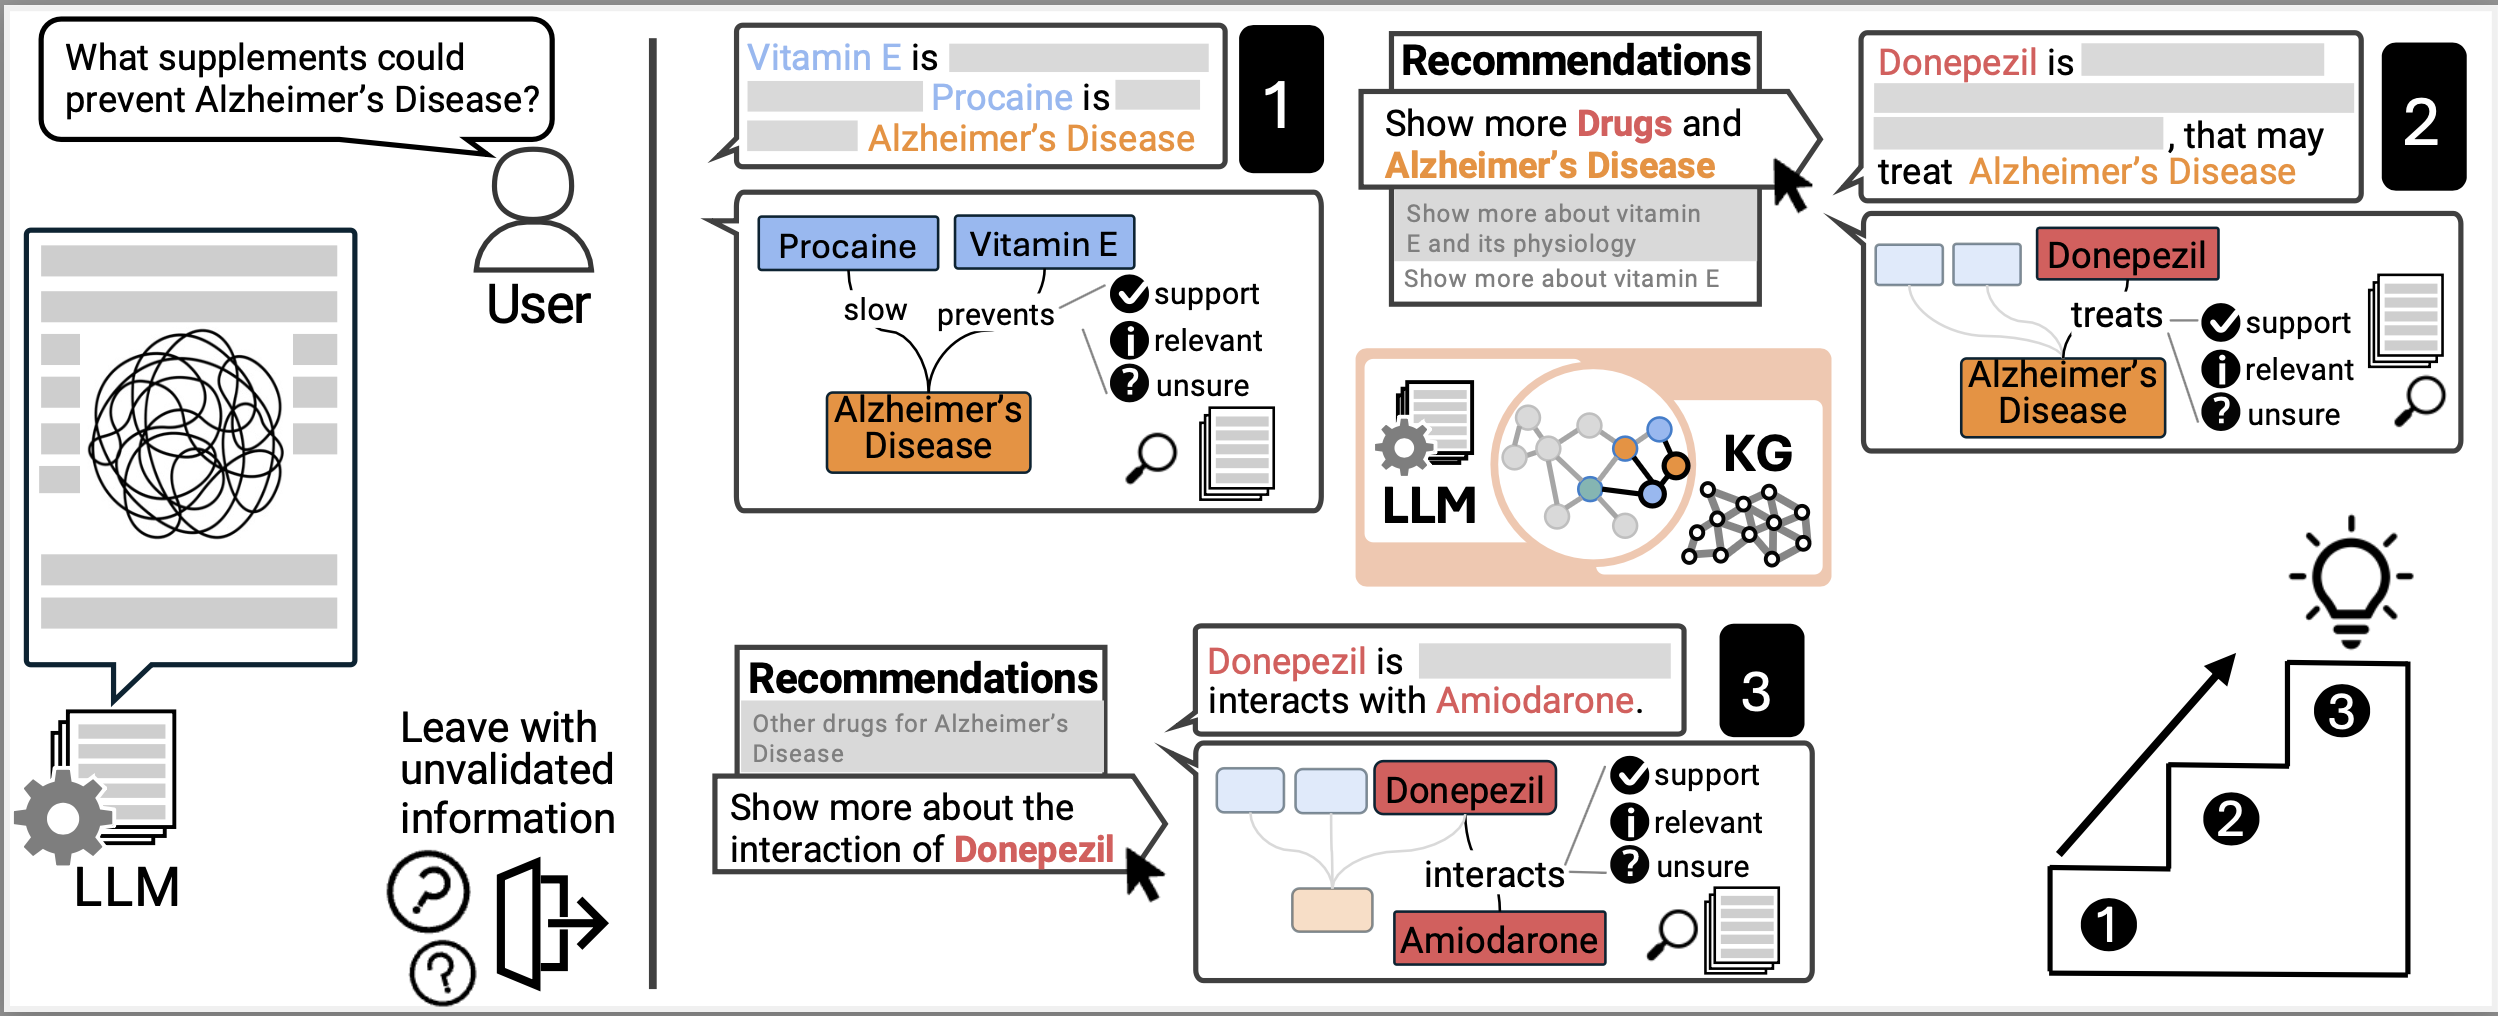 What supplements could
prevent Alzheimer's Disease?
User
LLM
Leave with
unvalidated
information
?
?
Vitamin E is
Procaine is
Alzheimer's Disease
1
Procaine
Vitamin E
slow
prevents
support
relevant
unsure
Alzheimer's
Disease
Recommendations
Show more Drugs and
Alzheimer's Disease
Show more about vitamin
E and its physiology
Show more about vitamin E
Donepezil is
, that may
treat Alzheimer's Disease
2
Donepezil
treats
support
relevant
unsure
Alzheimer's
Disease
LLM
KG
Recommendations
Other drugs for Alzheimer's
Disease
Show more about the
interaction of Donepezil
Donepezil is
interacts with Amiodarone.
3
Donepezil
interacts
support
relevant
unsure
Amiodarone
3
2
1